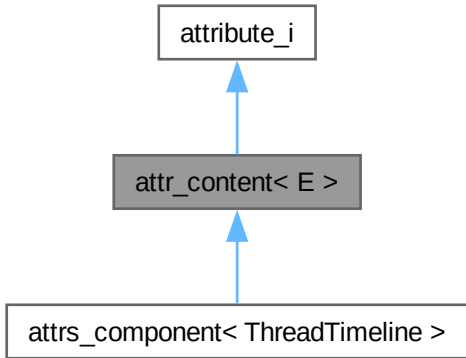 attribute_i
attr_content< E >
attrs_component< ThreadTimeline >